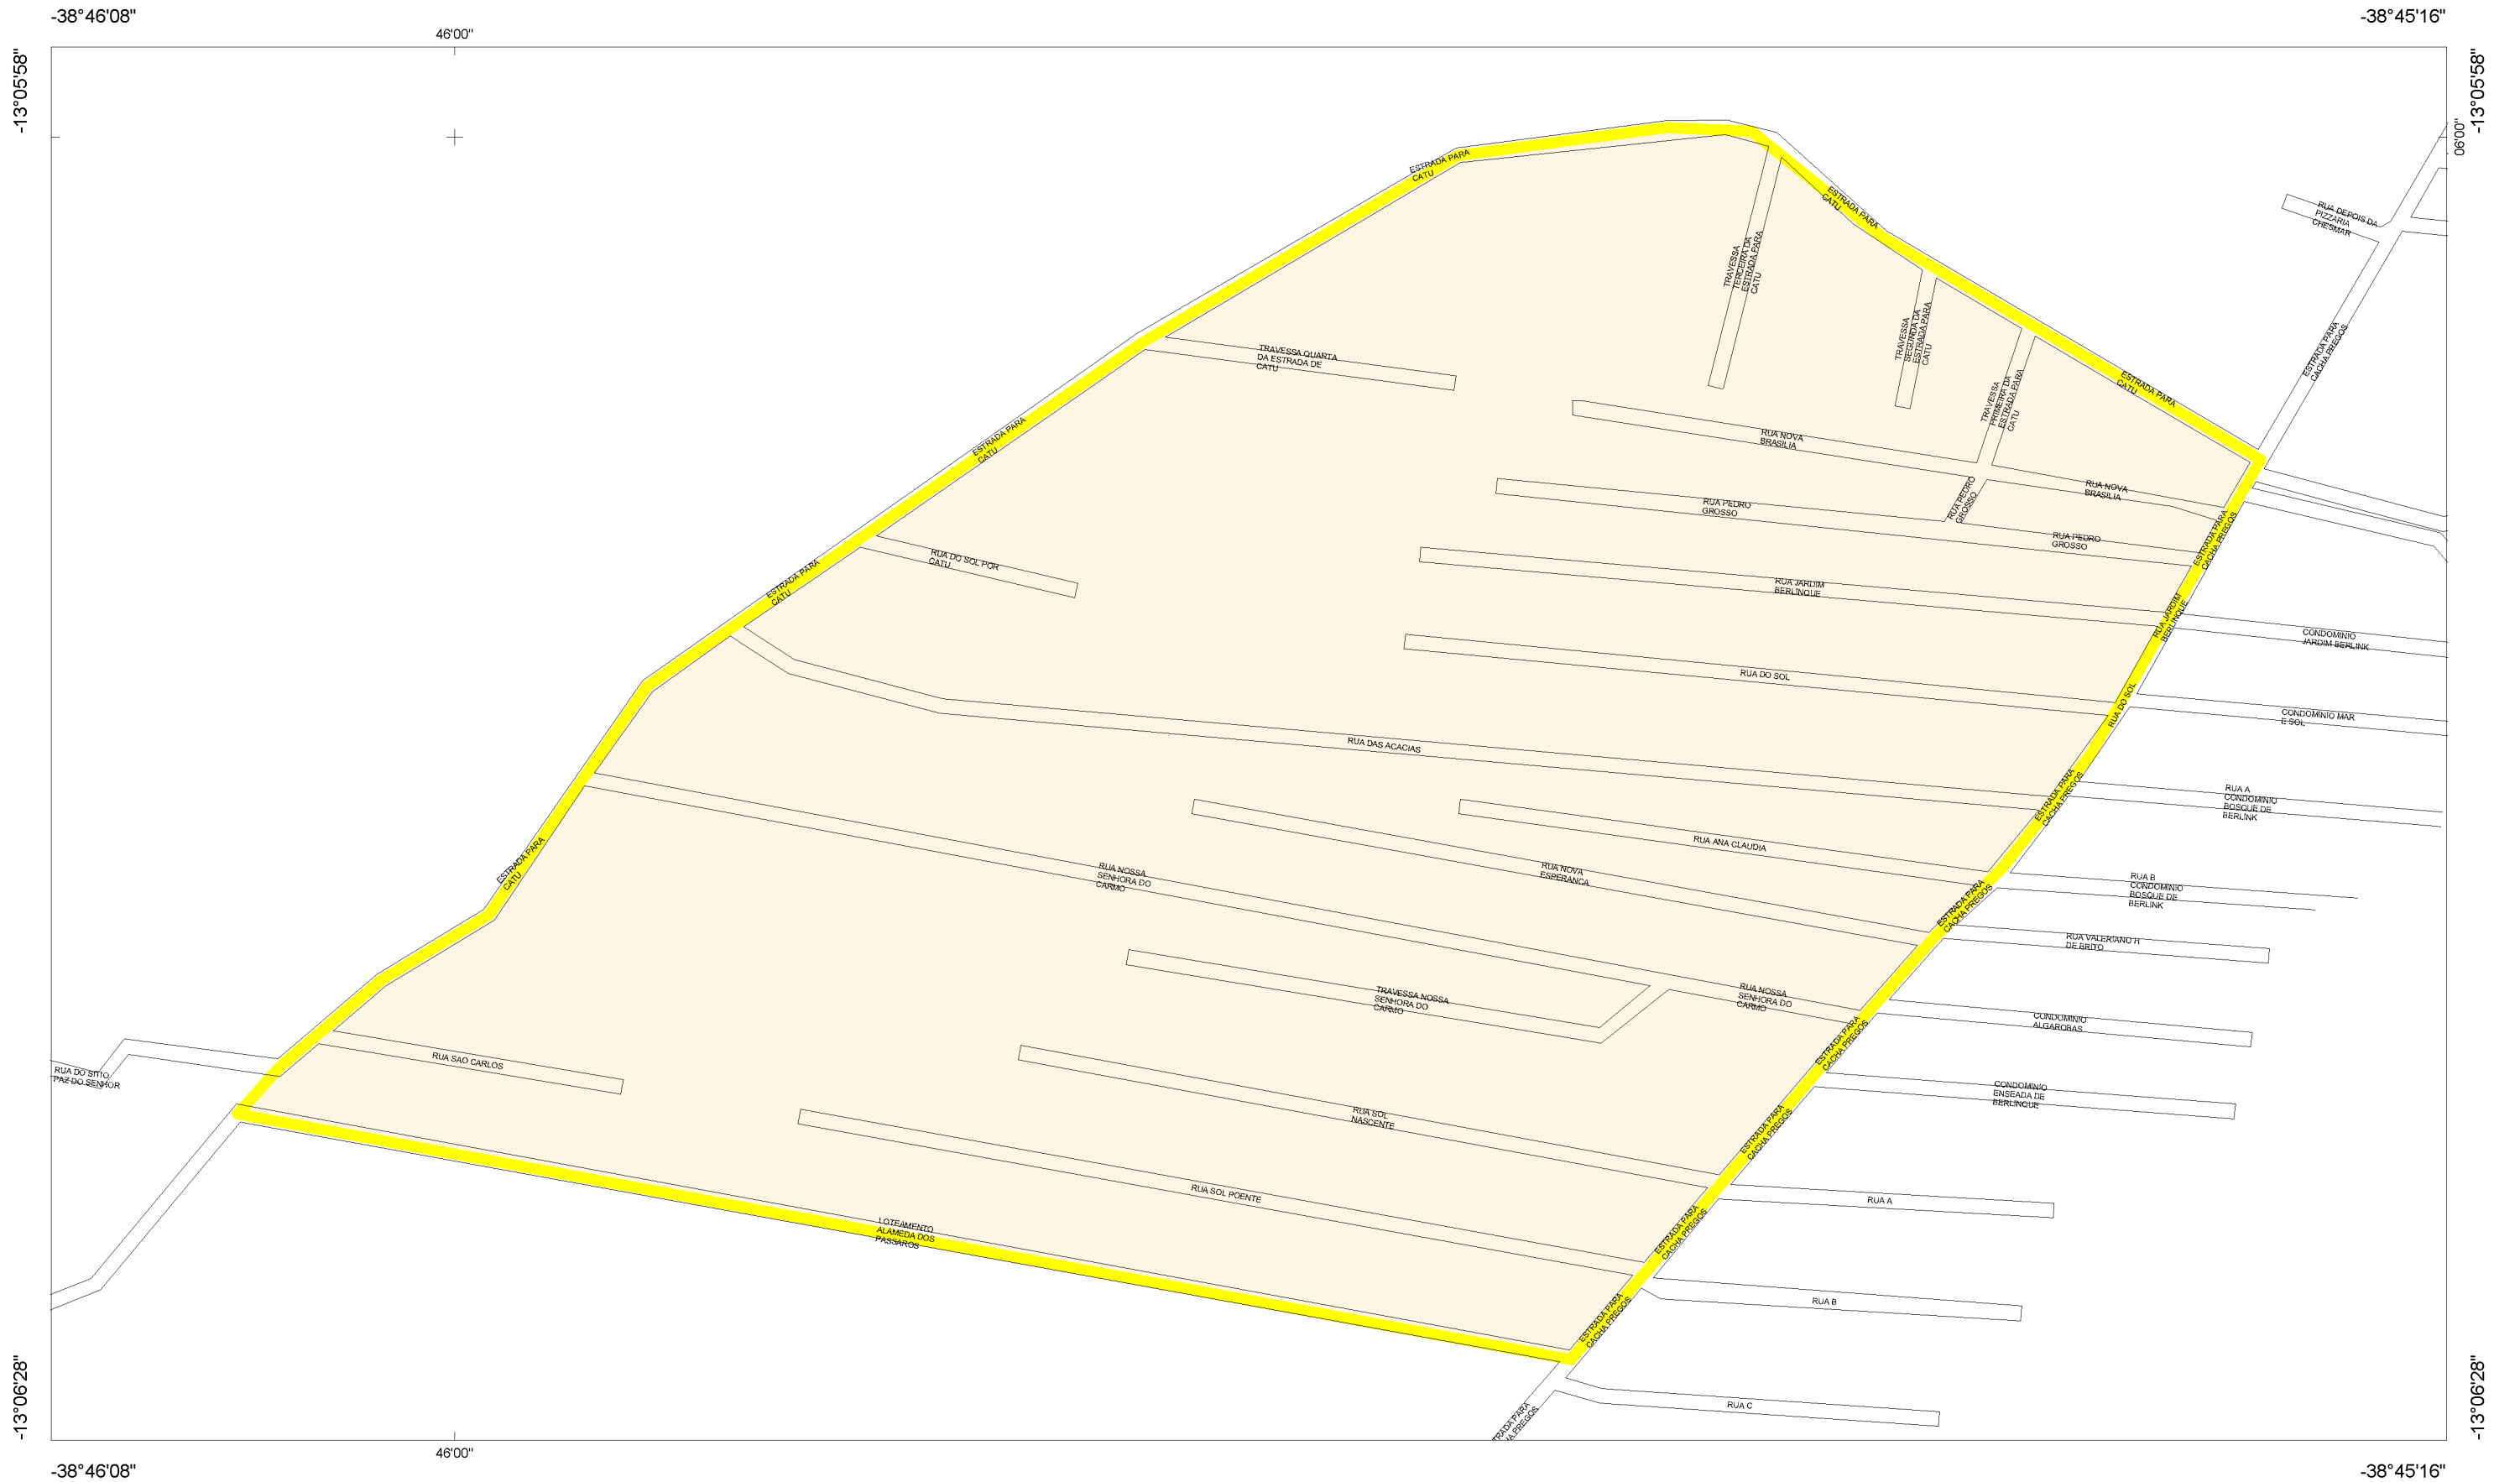 -38°46'08"
-38°45'16"
46'00"
-13°05'58"
-13°05'58"
06'00"
ESTRADA PARA
CATU
ESTRADA PARA
CATU
RUA DEPOIS DA
PIZZARIA
CHESMAR
TRAVESSA
TERCEIRA DA
ESTRADA PARA
CATU
TRAVESSA
SEGUNDA DA
ESTRADA PARA
CATU
ESTRADA PARA
CACHA PREGOS
TRAVESSA QUARTA
DA ESTRADA DE
CATU
TRAVESSA
PRIMEIRA DA
ESTRADA PARA
CATU
ESTRADA PARA
CATU
ESTRADA PARA
CATU
RUA NOVA
BRASILIA
RUA NOVA
BRASILIA
RUA PEDRO
GROSSO
RUA PEDRO
GROSSO
RUA PEDRO
GROSSO
ESTRADA PARA
CACHA PREGOS
RUA DO SOL POR
CATU
ESTRADA PARA
CATU
RUA JARDIM
BERLINQUE
RUA JARDIM
BERLINQUE
CONDOMINIO
JARDIM BERLINK
RUA DO SOL
RUA DO SOL
CONDOMINIO MAR
E SOL
RUA DAS ACACIAS
ESTRADA PARA
CACHA PREGOS
RUA A
CONDOMINIO
BOSQUE DE
BERLINK
ESTRADA PARA
CATU
RUA ANA CLAUDIA
RUA NOSSA
SENHORA DO
CARMO
RUA NOVA
ESPERANCA
ESTRADA PARA
CACHA PREGOS
RUA B
CONDOMINIO
BOSQUE DE
BERLINK
RUA VALERIANO H
DE BRITO
TRAVESSA NOSSA
SENHORA DO
CARMO
RUA NOSSA
SENHORA DO
CARMO
ESTRADA PARA
CACHA PREGOS
CONDOMINIO
ALGAROBAS
RUA DO SITIO
PAZ DO SENHOR
RUA SAO CARLOS
CONDOMINIO
ENSEADA DE
BERLINQUE
RUA SOL
NASCENTE
ESTRADA PARA
CACHA PREGOS
RUA SOL POENTE
RUA A
LOTEAMENTO
ALAMEDA DOS
PASSAROS
ESTRADA PARA
CACHA PREGOS
RUA B
ESTRADA PARA
CACHA PREGOS
RUA C
TRADA PARA
HA PREGOS
-13°06'28"
-13°06'28"
46'00"
-38°46'08"
-38°45'16"